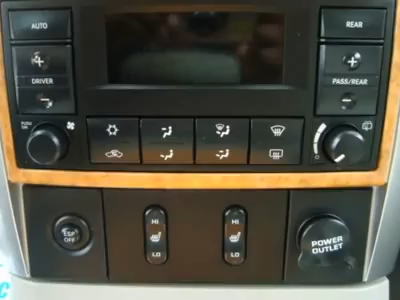 AUTO
REAR
DRIVER
PASS/REAR
PUSH
ESP
OFF
HI
LO
HI
LO
POWER
OUTLET